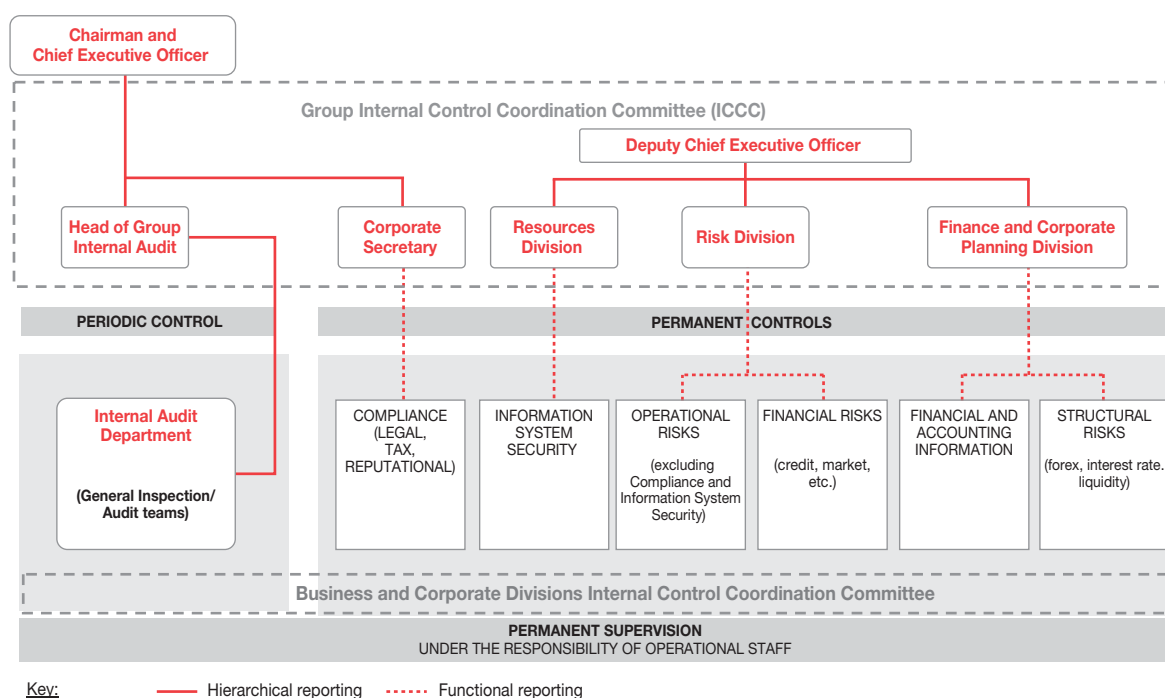 Chairman and
Chief Executive Officer
Group Internal Control Coordination Committee (ICCC)
Deputy Chief Executive Officer
Head of Group
Internal Audit
Corporate
Secretary
Resources
Division
Risk Division
Finance and Corporate
Planning Division
PERIODIC CONTROL
PERMANENT CONTROLS
Internal Audit
Department
(General Inspection/
Audit teams)
COMPLIANCE
(LEGAL,
TAX,
REPUTATIONAL)
INFORMATION
SYSTEM
SECURITY
OPERATIONAL
RISKS
(excluding
Compliance and
Information System
Security)
FINANCIAL RISKS
(credit, market,
etc.)
FINANCIAL AND
ACCOUNTING
INFORMATION
STRUCTURAL
RISKS
(forex, interest rate.
liquidity)
Business and Corporate Divisions Internal Control Coordination Committee
PERMANENT SUPERVISION
UNDER THE RESPONSIBILITY OF OPERATIONAL STAFF
Key: Hierarchical reporting Functional reporting